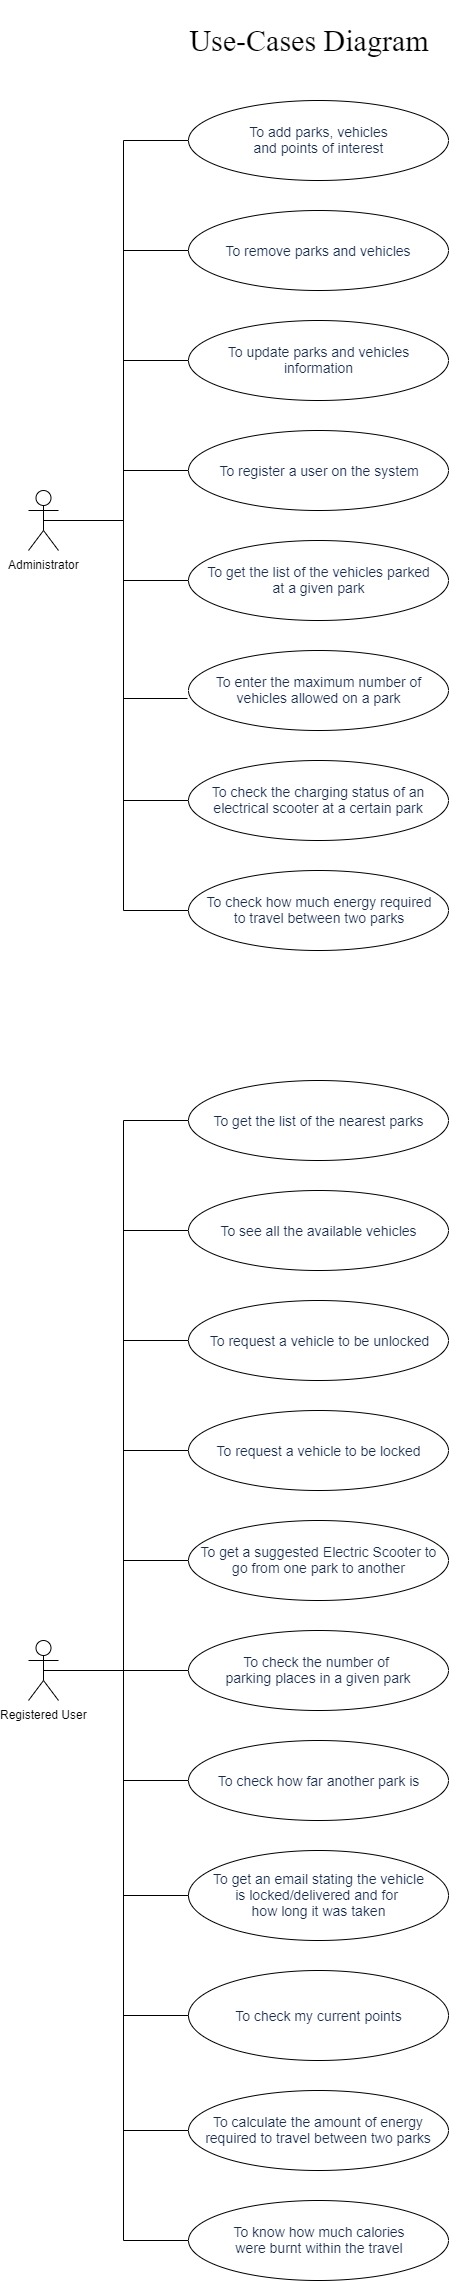 Use-Cases Diagram
To add parks, vehicles
and points of interest
To remove parks and vehicles
To update parks and vehicles
information
To register a user on the system
Administrator
To get the list of the vehicles parked
at a given park
To enter the maximum number of
vehicles allowed on a park
To check the charging status of an
electrical scooter at a certain park
To check how much energy required
to travel between two parks
To get the list of the nearest parks
To see all the available vehicles
To request a vehicle to be unlocked
To request a vehicle to be locked
To get a suggested Electric Scooter to
go from one park to another
To check the number of
parking places in a given park
Registered User
To check how far another park is
To get an email stating the vehicle
is locked/delivered and for
how long it was taken
To check my current points
To calculate the amount of energy
required to travel between two parks
To know how much calories
were burnt within the travel